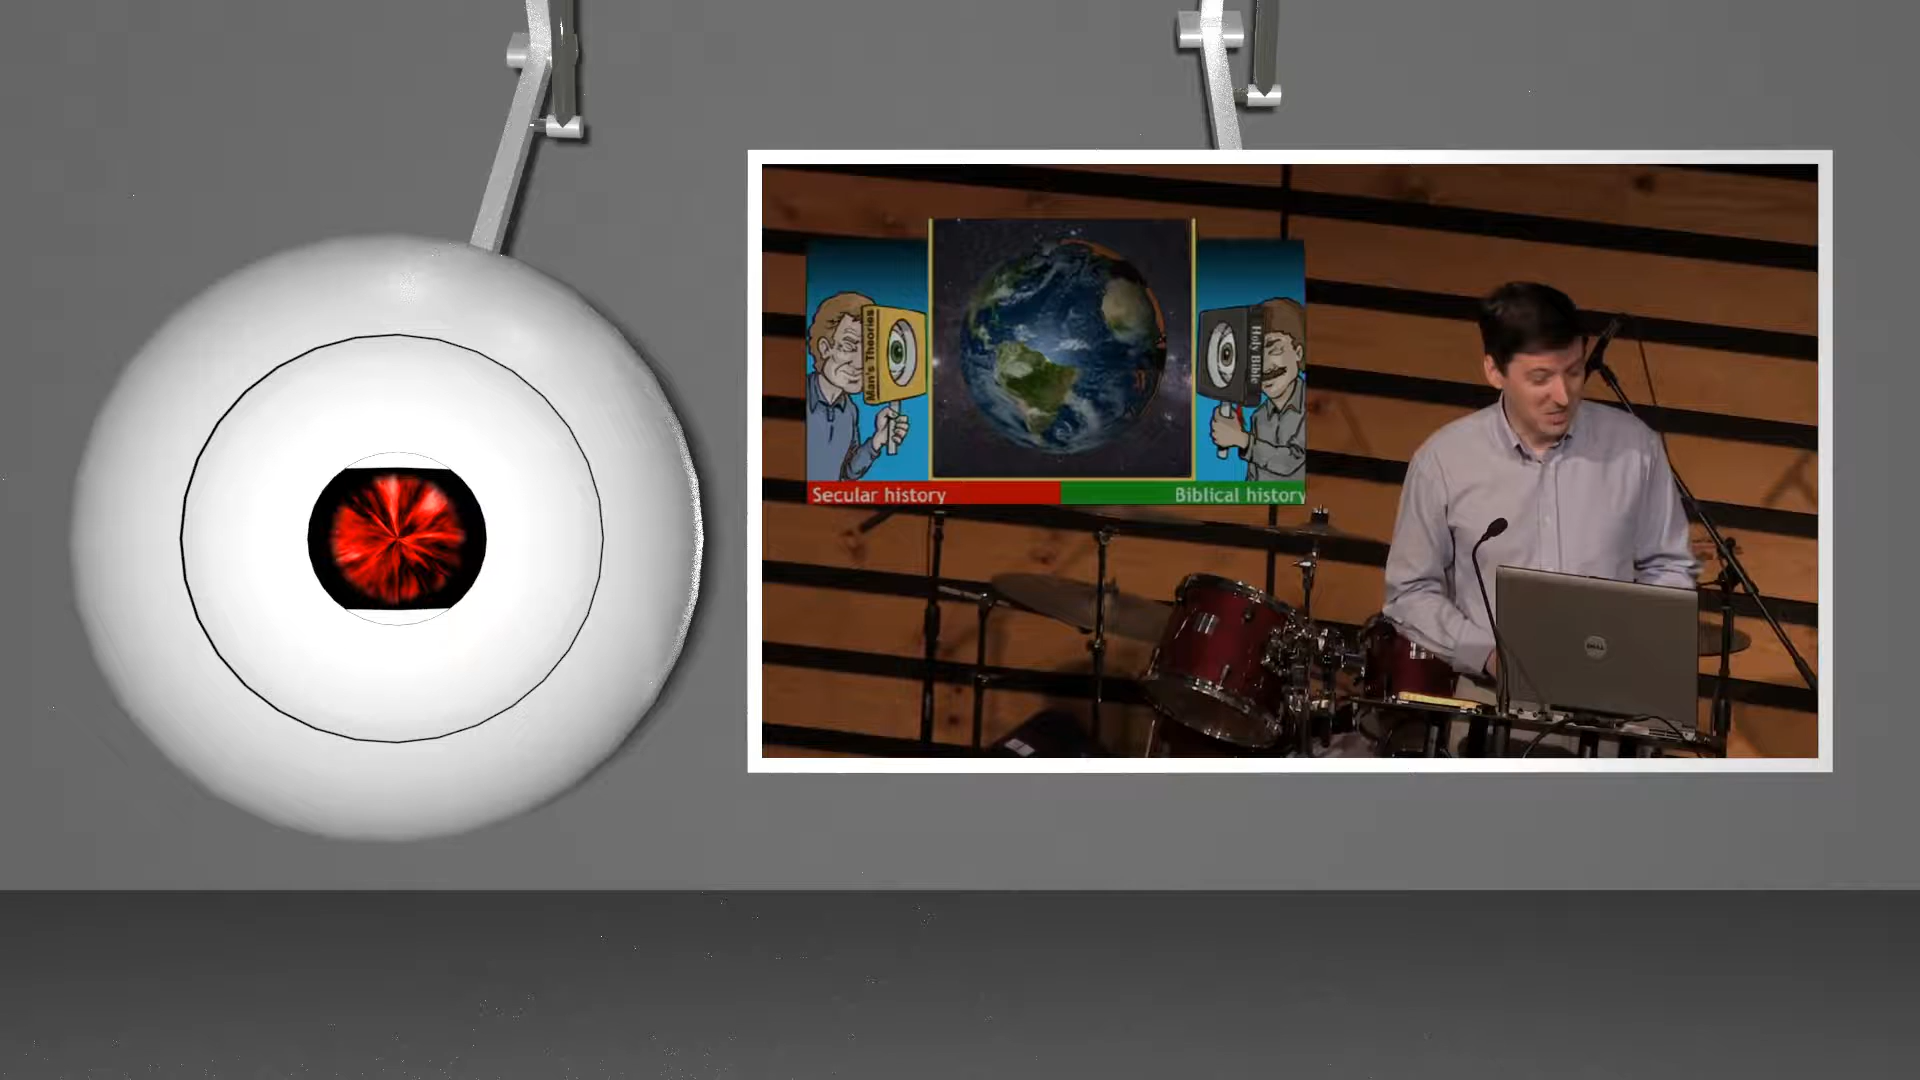 Man's Theories
Holy Bible
Secular history
Biblical history
DELL